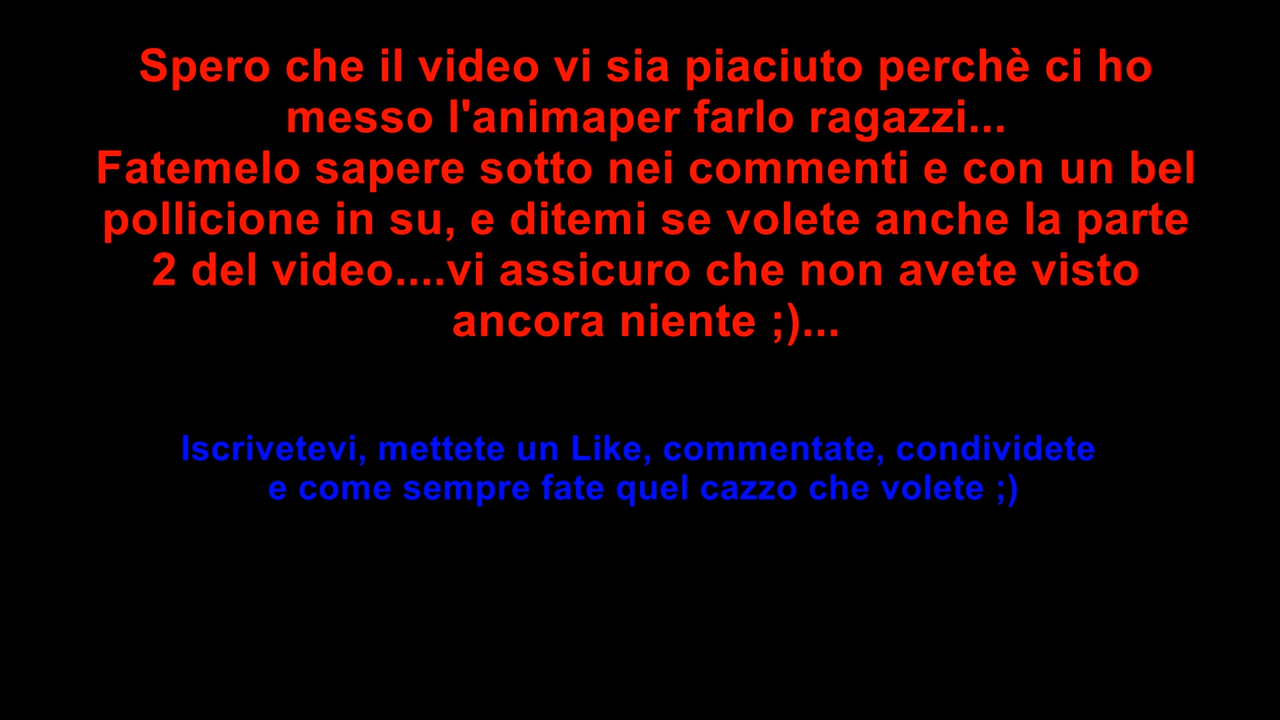 Spero che il video vi sia piaciuto perchè ci ho
messo l'animaper farlo ragazzi...
Fatemelo sapere sotto nei commenti e con un bel
pollicione in su, e ditemi se volete anche la parte
2 del video....vi assicuro che non avete visto
ancora niente ;)...
Iscrivetevi, mettete un Like, commentate, condividete
e come sempre fate quel cazzo che volete ;)